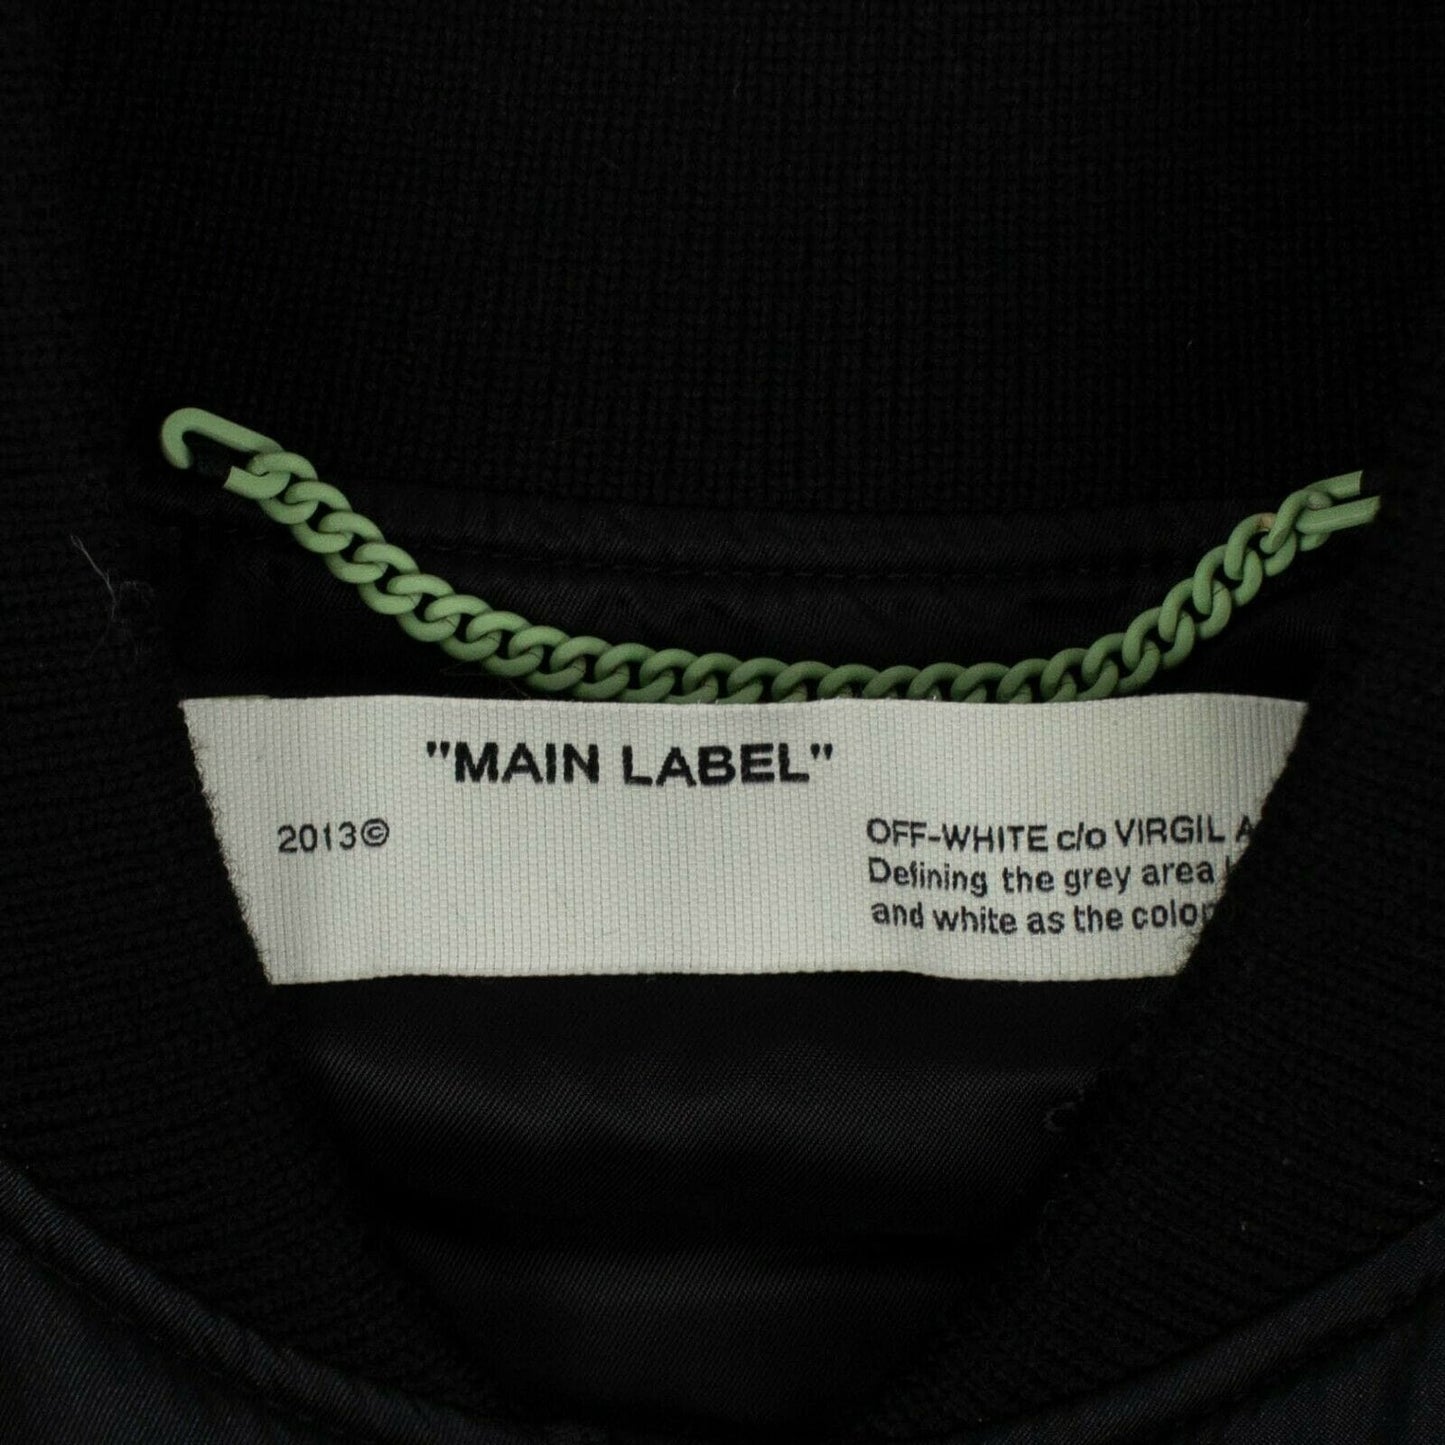 "MAIN LABEL"
2013©
OFF-WHITE c/o VIRGIL
Defining the grey area
and white as the